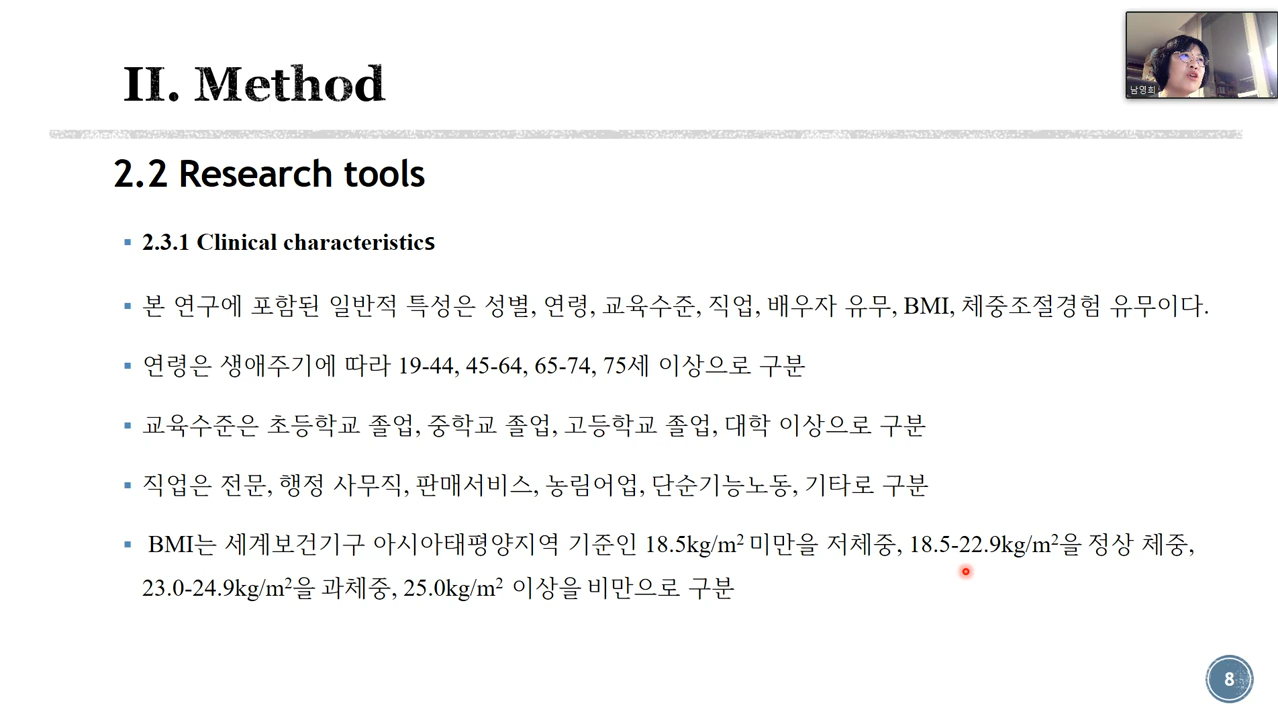 II. Method
남영희
2.2 Research tools
2.3.1 Clinical characteristics
본 연구에 포함된 일반적 특성은 성별, 연령, 교육수준, 직업, 배우자 유무, BMI, 체중조절경험 유무이다.
연령은 생애주기에 따라 19-44, 45-64, 65-74, 75세 이상으로 구분
교육수준은 초등학교 졸업, 중학교 졸업, 고등학교 졸업, 대학 이상으로 구분
직업은 전문, 행정 사무직, 판매서비스, 농림어업, 단순기능노동, 기타로 구분
BMI는 세계보건기구 아시아태평양지역 기준인 18.5kg/m² 미만을 저체중, 18.5-22.9kg/m²을 정상 체중,
23.0-24.9kg/m²을 과체중, 25.0kg/m² 이상을 비만으로 구분
8